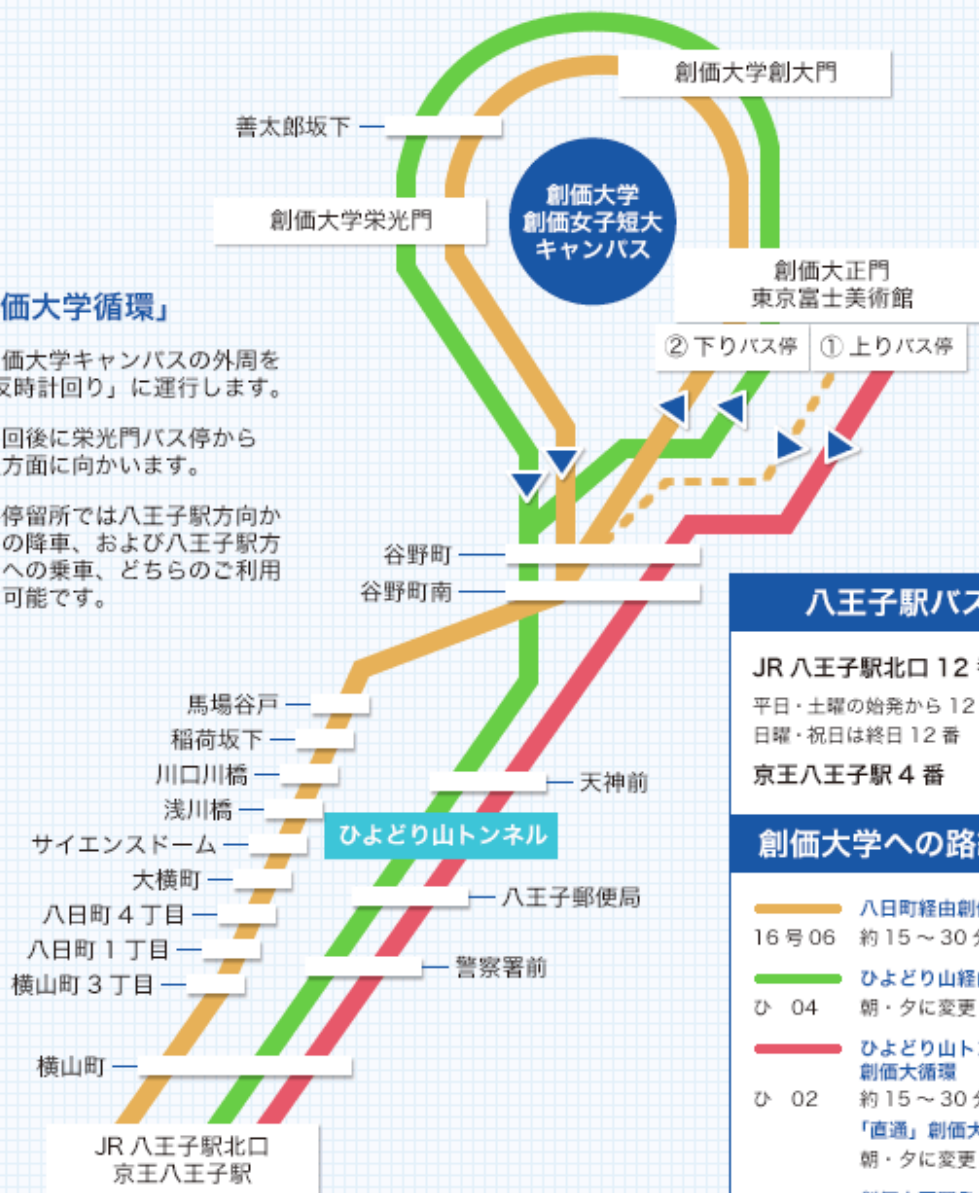 創価大学創大門
善太郎坂下
創価大学
創価女子短大
キャンパス
創価大学栄光門
創価大正門
東京富士美術館
② 下りバス停
① 上りバス停
価大学循環」
価大学キャンパスの外周を
反時計回り」に運行します。
回後に栄光門バス停から
方面に向かいます。
停留所では八王子駅方向か
の降車、および八王子駅方
への乗車、どちらのご利用
可能です。
谷野町
谷野町南
馬場谷戸
稲荷坂下
川口川橋
浅川橋
サイエンスドーム
大横町
八日町 4 丁目
八日町 1 丁目
横山町 3 丁目
横山町
天神前
ひよどり山トンネル
八王子郵便局
警察署前
JR 八王子駅北口
京王八王子駅
八王子駅バス
JR 八王子駅北口 12
平日・土曜の始発から 12
日曜・祝日は終日 12 番
京王八王子駅 4 番
創価大学への路
八日町経由創
16 号 06 約 15 ~ 30
ひよどり山経
ひ 04 朝・夕に変更
ひよどり山ト
創価大循環
ひ 02 約 15 ~ 30
「直通」創価大
朝・夕に変更